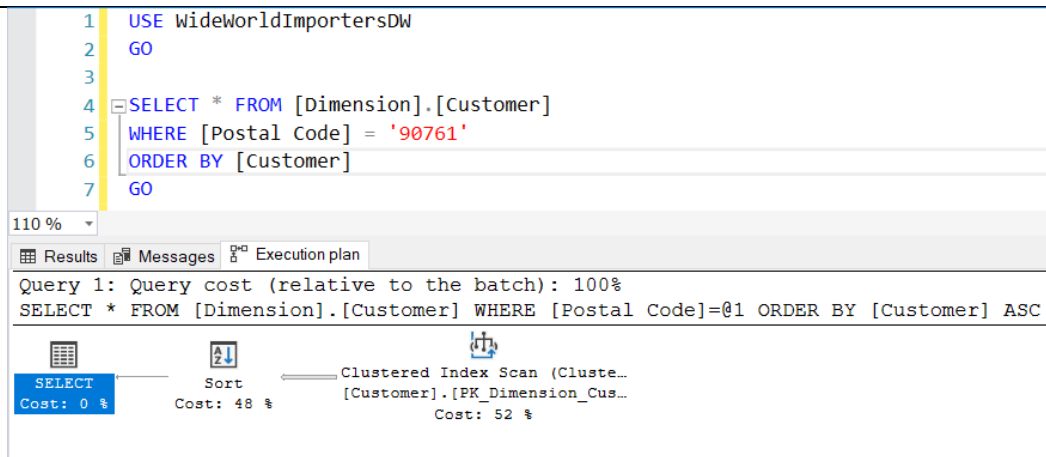 1 USE WideWorldImportersDW
2 GO
3
4 SELECT * FROM [Dimension].[Customer]
5 WHERE [Postal Code] = '90761'
6 ORDER BY [Customer]
7 GO
110 %
Results Messages Execution plan
Query 1: Query cost (relative to the batch): 100%
SELECT * FROM [Dimension].[Customer] WHERE [Postal Code]=@1 ORDER BY [Customer] ASC
SELECT
Cost: 0 %
Sort
Cost: 48 %
Clustered Index Scan (Cluste…
[Customer].[PK_Dimension_Cus…
Cost: 52 %